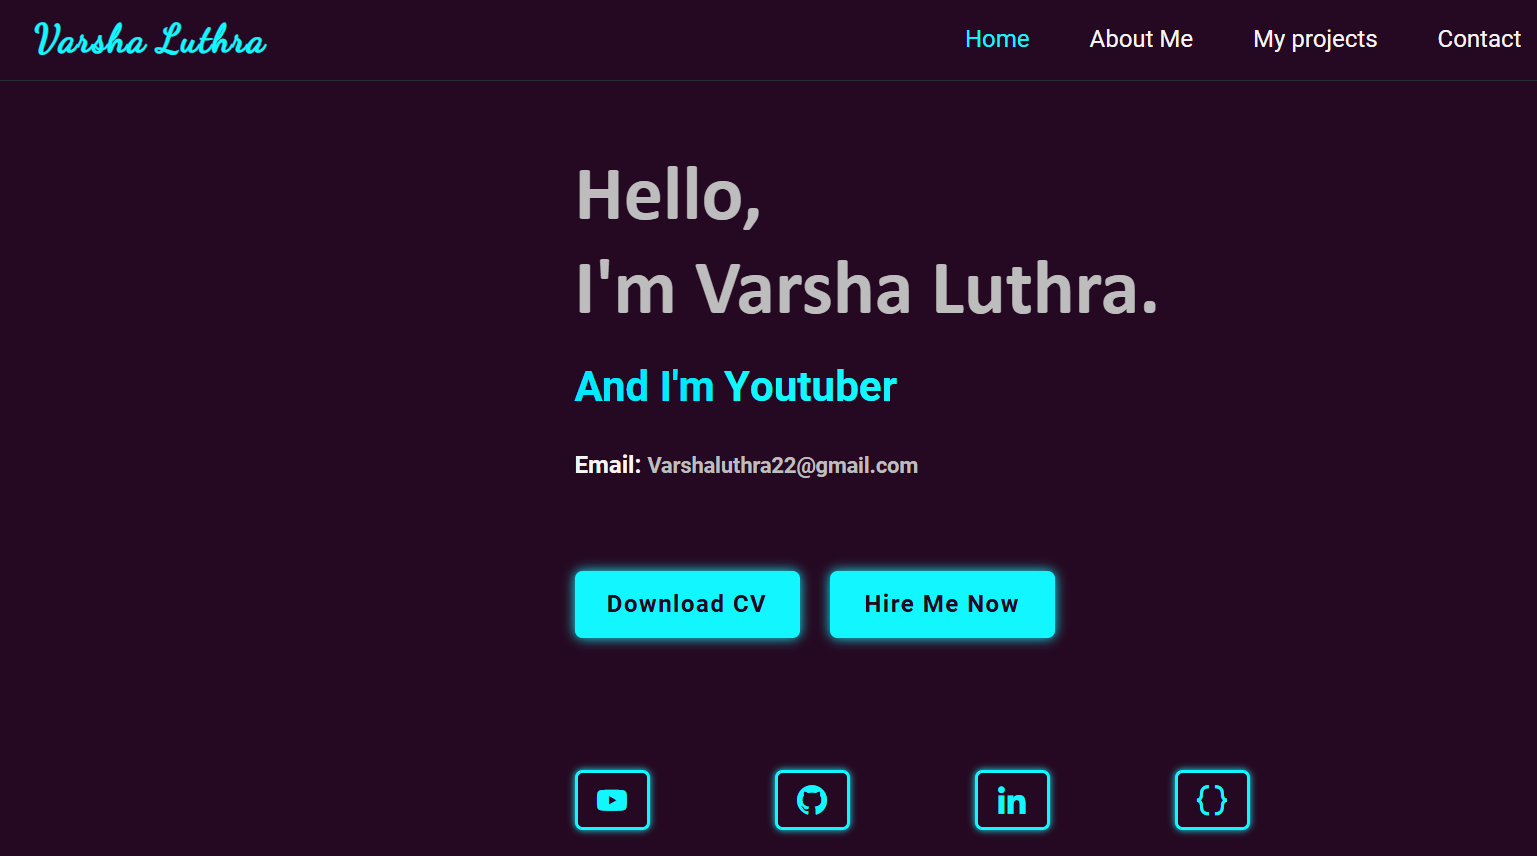 Varsha Luthra
Home About Me My projects Contact
Hello,
I'm Varsha Luthra.
And I'm Youtuber
Email: Varshaluthra22@gmail.com
Download CV Hire Me Now
in {}